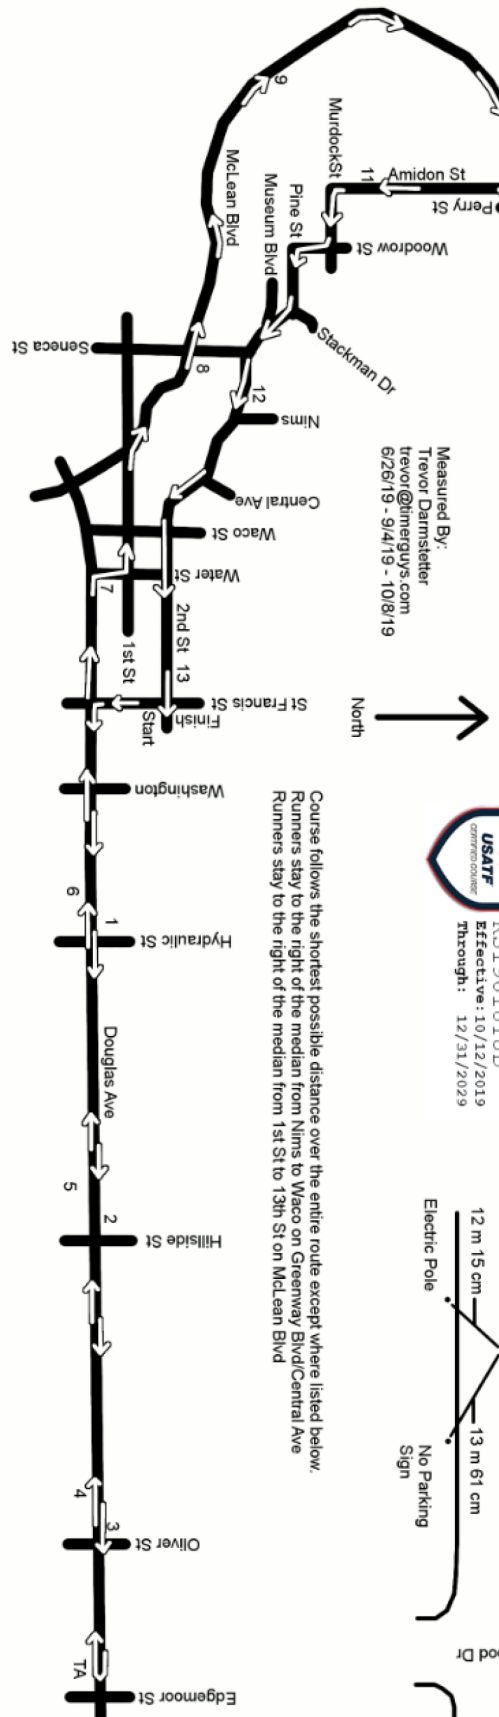 9
McLean Blvd
Murdock St
11
Amidon St
Perry St
Woodrow St
Pine St
Museum Blvd
Stackman Dr
Seneca St
8
12
Nims
Central Ave
Waco St
Water St
7
1st St
2nd St
13
St Francis St
Finish
Start
Washington
6
1
Hydraulic St
Douglas Ave
5
2
Hillside St
4
3
Oliver St
TA
Edgemoor St
Measured By:
Trevor Darmstetter
trevor@timerguys.com
6/26/19 - 9/4/19 - 10/8/19
North
USATF
CERTIFIED COURSE
Effective: 10/12/2019
Through: 12/31/2029
Course follows the shortest possible distance over the entire route except where listed below.
Runners stay to the right of the median from Nims to Waco on Greenway Blvd/Central Ave
Runners stay to the right of the median from 1st St to 13th St on McLean Blvd
12 m 15 cm
13 m 61 cm
Electric Pole
No Parking
Sign
Dr